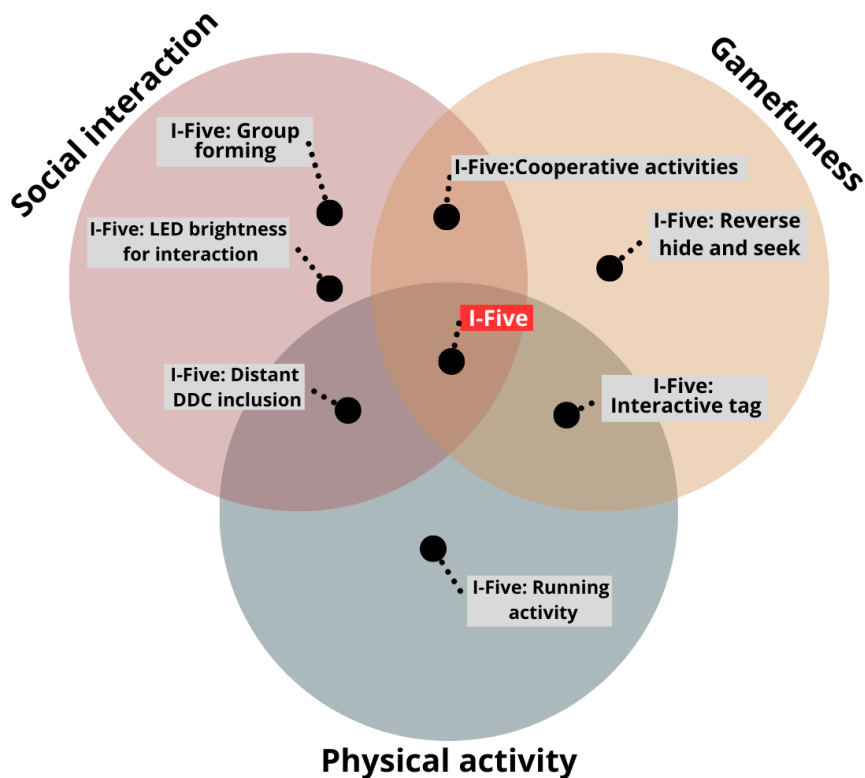 Social interaction
Gamefulness
I-Five: Group
forming
I-Five:Cooperative activities
I-Five: LED brightness
for interaction
I-Five: Reverse
hide and seek
I-Five
I-Five: Distant
DDC inclusion
I-Five:
Interactive tag
I-Five: Running
activity
Physical activity